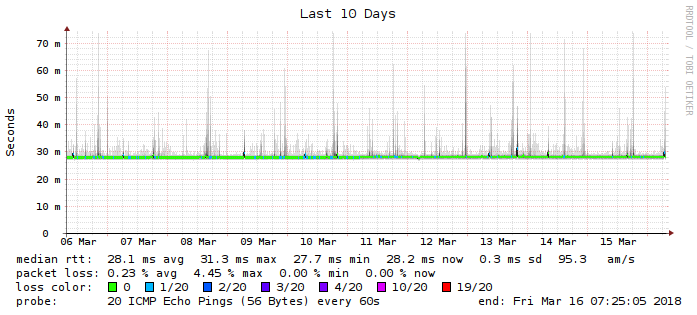 Last 10 Days
RRDTOOL / TOBI OETIKER
Seconds
70 m
60 m
50 m
40 m
30 m
20 m
10 m
0
06 Mar 07 Mar 08 Mar 09 Mar 10 Mar 11 Mar 12 Mar 13 Mar 14 Mar 15 Mar
median rtt: 28.1 ms avg 31.3 ms max 27.7 ms min 28.2 ms now 0.3 ms sd 95.3 am/s
packet loss: 0.23 % avg 4.45 % max 0.00 % min 0.00 % now
loss color: 0 1/20 2/20 3/20 4/20 10/20 19/20
probe: 20 ICMP Echo Pings (56 Bytes) every 60s end: Fri Mar 16 07:25:05 2018